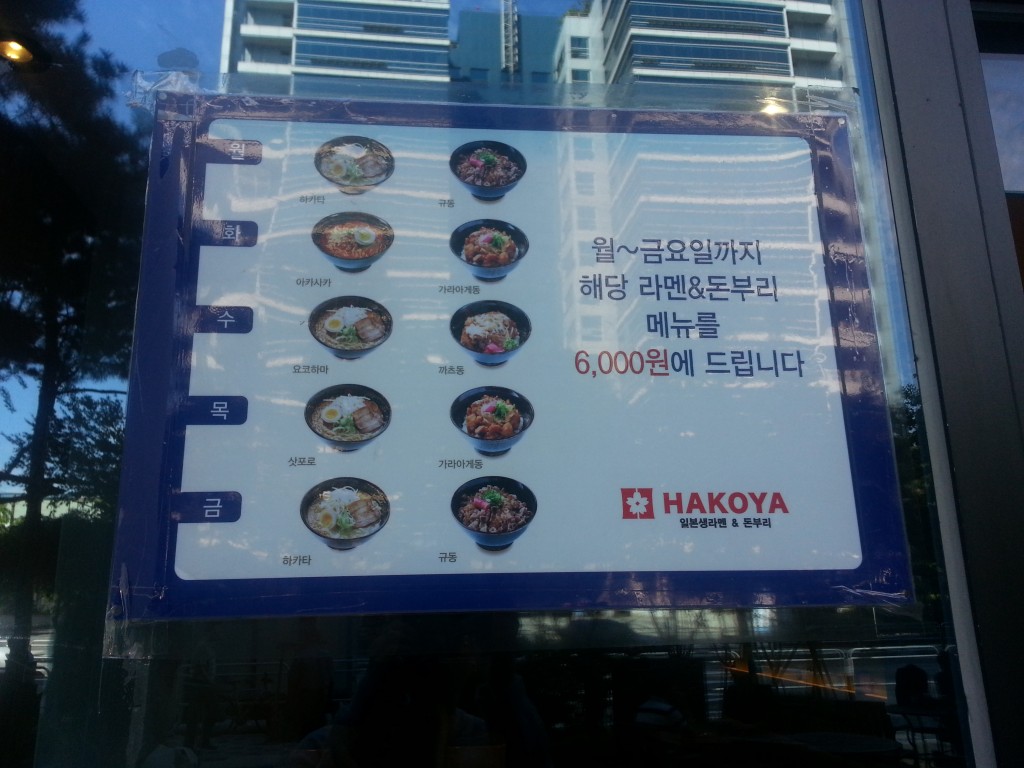 월
하카타
규동
화
아카사카
가라아게동
수
요코하마
까츠동
목
삿포로
가라아게동
금
하카타
규동
월~금요일까지
해당 라멘&돈부리
메뉴를
6,000원에 드립니다
HAKOYA
일본생라멘 & 돈부리